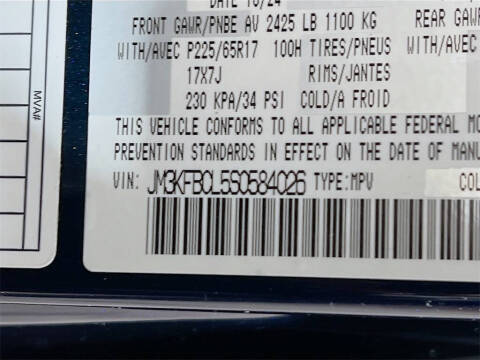 DATE 10/24
FRONT GAWR/PNBE AV 2425 LB 1100 KG REAR GAWR
WITH/AVEC P225/65R17 100H TIRES/PNEUS WITH/AVEC
17X7J RIMS/JANTES
230 KPA/34 PSI COLD/A FROID
THIS VEHICLE CONFORMS TO ALL APPLICABLE FEDERAL MO
PREVENTION STANDARDS IN EFFECT ON THE DATE OF MANU
VIN: JM3KFBCL5S0584026 TYPE:MPV COL
MVA#